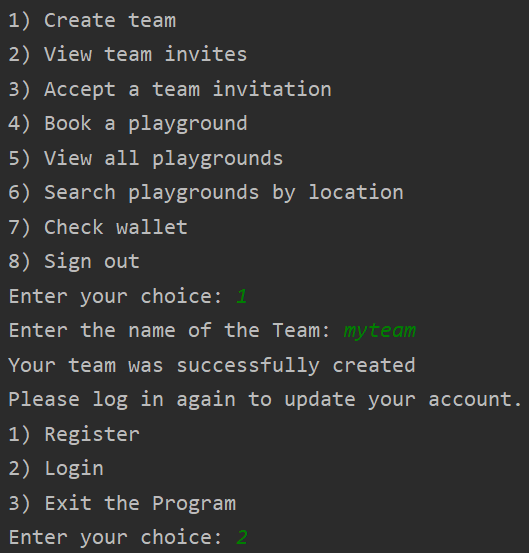 1) Create team
2) View team invites
3) Accept a team invitation
4) Book a playground
5) View all playgrounds
6) Search playgrounds by location
7) Check wallet
8) Sign out
Enter your choice: 1
Enter the name of the Team: myteam
Your team was successfully created
Please log in again to update your account.
1) Register
2) Login
3) Exit the Program
Enter your choice: 2